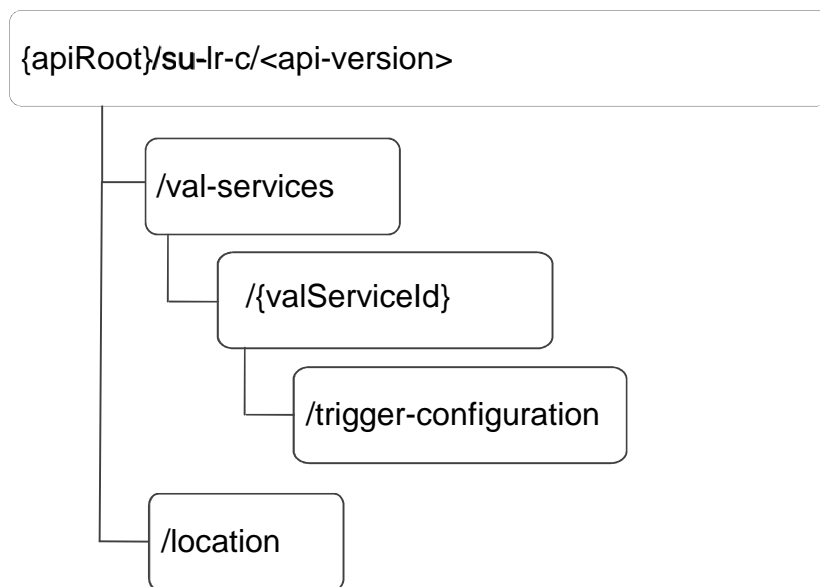 {apiRoot}/su-lr-c/<api-version>
/val-services
/{valServiceId}
/trigger-configuration
/location